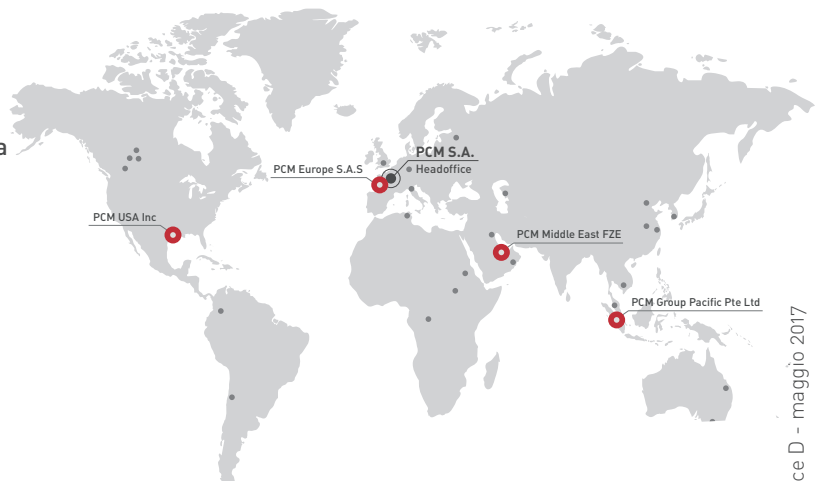 a
PCM S.A.
Headoffice
PCM Europe S.A.S
PCM USA Inc
PCM Middle East FZE
PCM Group Pacific Pte Ltd
ce D - maggio 2017